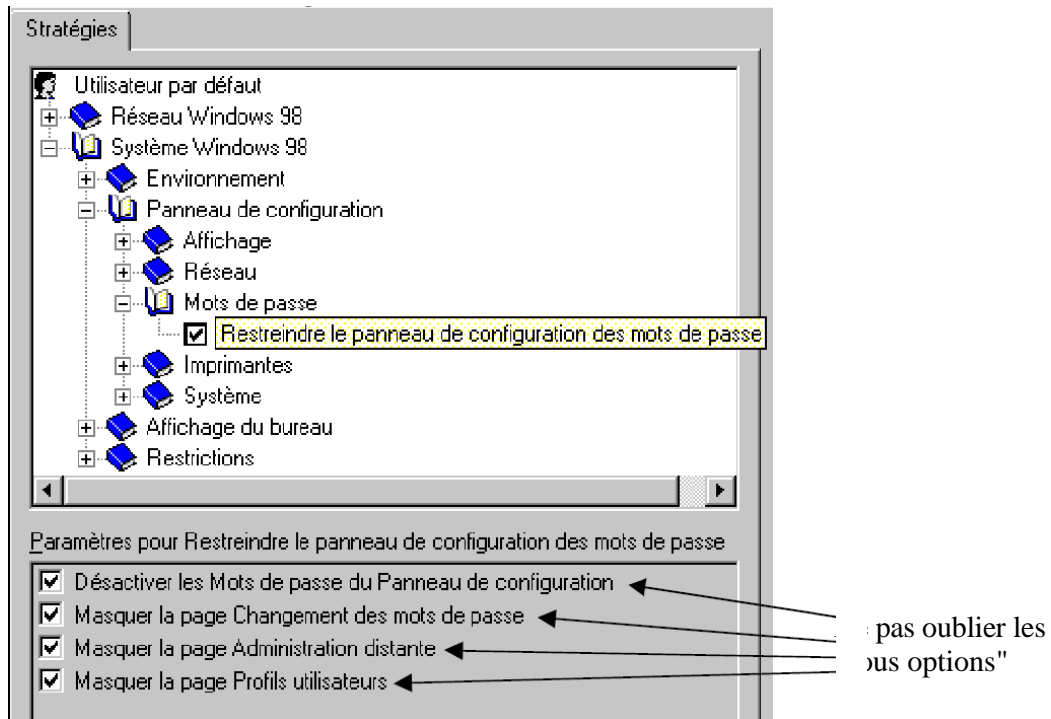 Stratégies
Utilisateur par défaut
Réseau Windows 98
Système Windows 98
Environnement
Panneau de configuration
Affichage
Réseau
Mots de passe
Restreindre le panneau de configuration des mots de passe
Imprimantes
Système
Affichage du bureau
Restrictions
Paramètres pour Restreindre le panneau de configuration des mots de passe
Désactiver les Mots de passe du Panneau de configuration
Masquer la page Changement des mots de passe
Masquer la page Administration distante
Masquer la page Profils utilisateurs
pas oublier les
options"